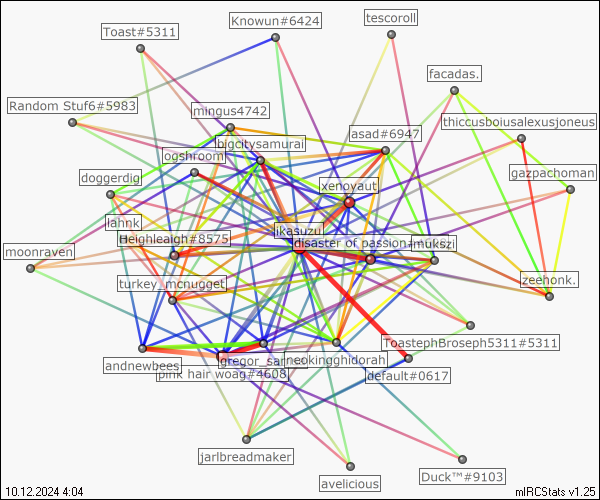 Knowun#6424
tescoroll
Toast#5311
facadas.
Random Stuf6#5983
mingus4742
thiccusboiusalexusjoneus
asad#6947
bigcitysamurai
ogshroom
gazpachoman
doggerdig
xenoyaut
lahnk
jikasuzu
Heighleaigh#8575
disaster of passion
mukszi
moonraven
turkey_mcnugget
zeehonk.
ToastephBroseph5311#5311
andnewbees
gregor_sam
neokingghidorah
pink hair woag#4608
default#0617
jarlbreadmaker
avelicious
Duck™#9103
10.12.2024 4:04
mIRCStats v1.25